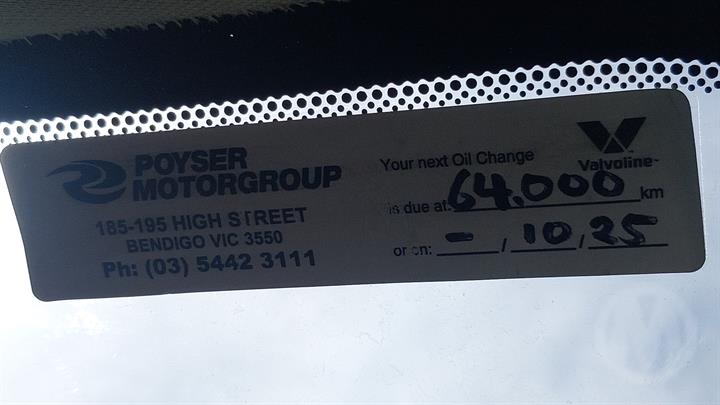 POYSER
MOTORGROUP
185-195 HIGH STREET
BENDIGO VIC 3550
Ph: (03) 5442 3111
Valvoline™
Your next Oil Change
is due at: 64,000 km
or on: - / 10 / 25
M